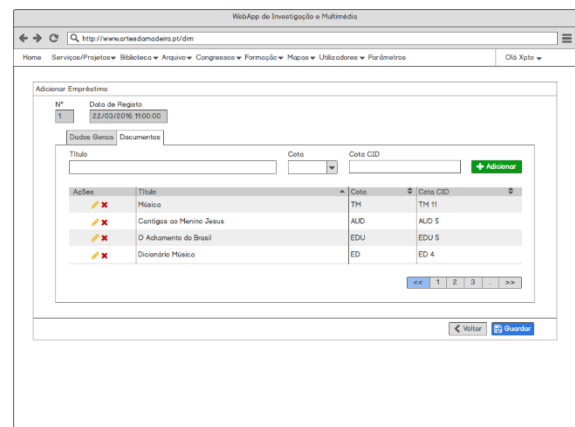 WebApp de Investigação e Multimédia
http://www.artesdamadeira.pt/dim
Home Serviços/Projetos Biblioteca Arquivo Congressos Formação Mapas Utilizadores Parâmetros Olá Xpto
Adicionar Empréstimo
Nº Data de Registo
1 22/03/2016 11:00:00
Dados Gerais Documentos
Título Cota Cota CID
Adicionar
Ações Título Cota Cota CID
Música TM TM 11
Cantigas ao Menino Jesus AUD AUD 5
O Achamento do Brasil EDU EDU 5
Dicionário Música ED ED 4
<< 1 2 3 .. >>
Voltar Guardar